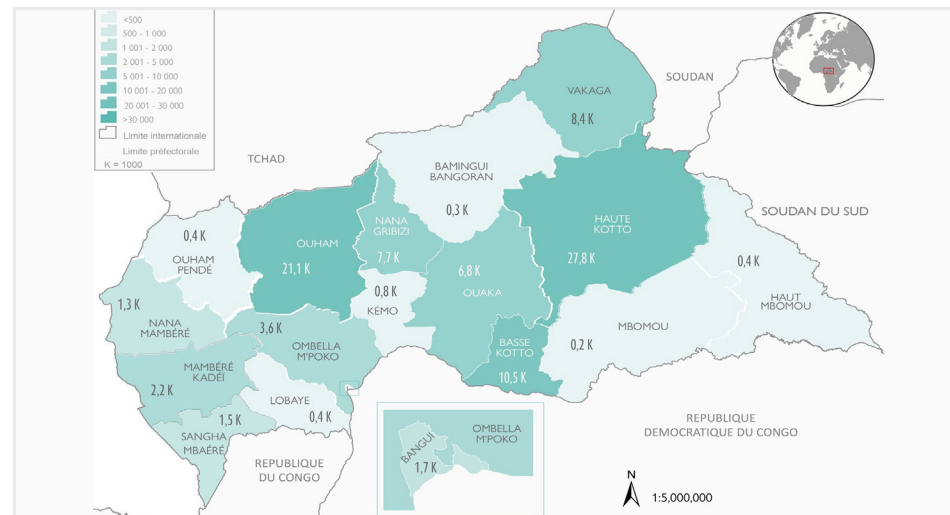 <500
500 - 1 000
1 001 - 2 000
2 001 - 5 000
5 001 - 10 000
10 001 - 20 000
20 001 - 30 000
>30 000
Limite internationale
Limite préfectorale
K = 1000
TCHAD
SOUDAN
VAKAGA
8,4 K
BAMINGUI
BANGORAN
0,3 K
SOUDAN DU SUD
HAUTE
KOTTO
27,8 K
NANA
GRIBIZI
7,7 K
OUHAM
21,1 K
0,4 K
OUHAM
PENDÉ
6,8 K
OUAKA
0,8 K
KÉMO
0,4 K
HAUT
MBOMOU
1,3 K
NANA
MAMBÉRÉ
3,6 K
OMBELLA
M'POKO
MBOMOU
0,2 K
BASSE
KOTTO
10,5 K
MAMBÉRÉ
KADÉÏ
2,2 K
LOBAYE
0,4 K
1,5 K
SANGHA
MBAÉRÉ
REPUBLIQUE
DU CONGO
OMBELLA
M'POKO
BANGUI
1,7 K
REPUBLIQUE
DEMOCRATIQUE DU CONGO
N
1:5,000,000